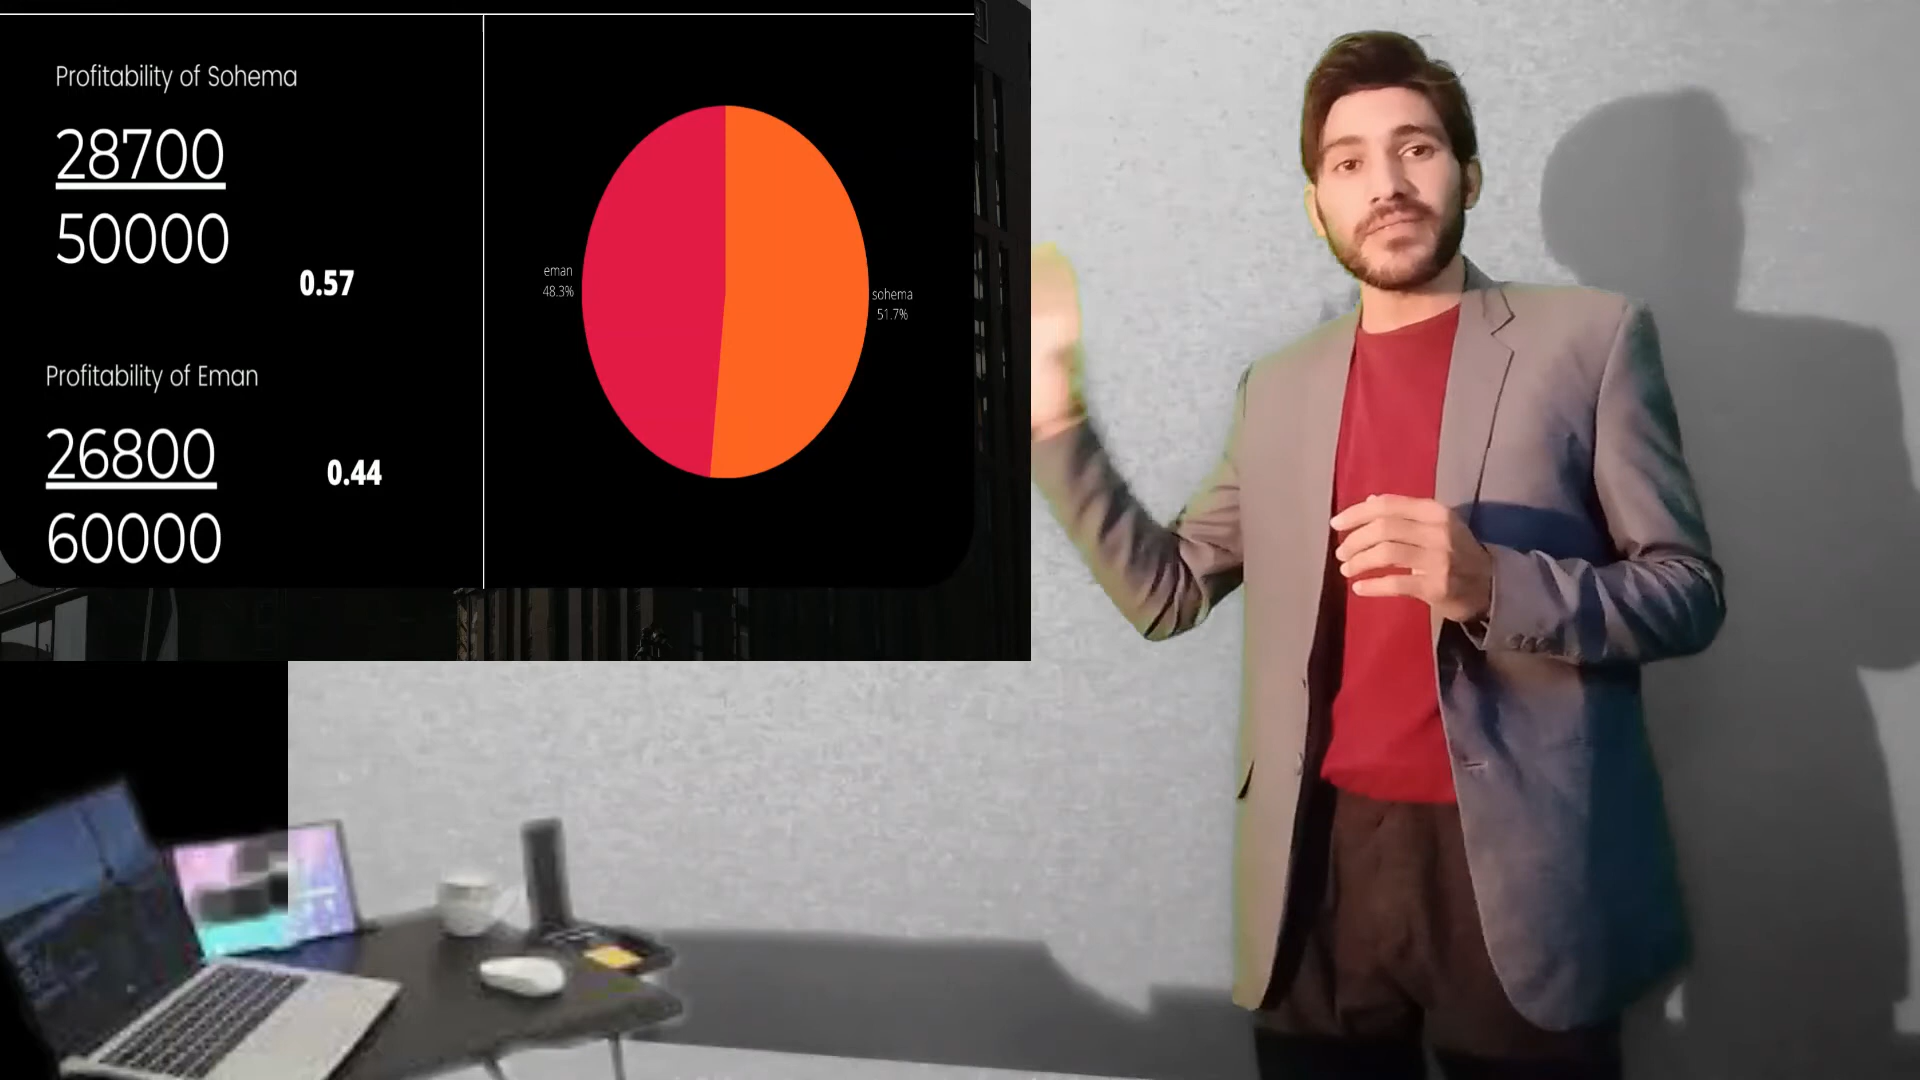 Profitability of Sohema
28700
50000
0.57
Profitability of Eman
26800
0.44
60000
eman
48.3%
sohema
51.7%